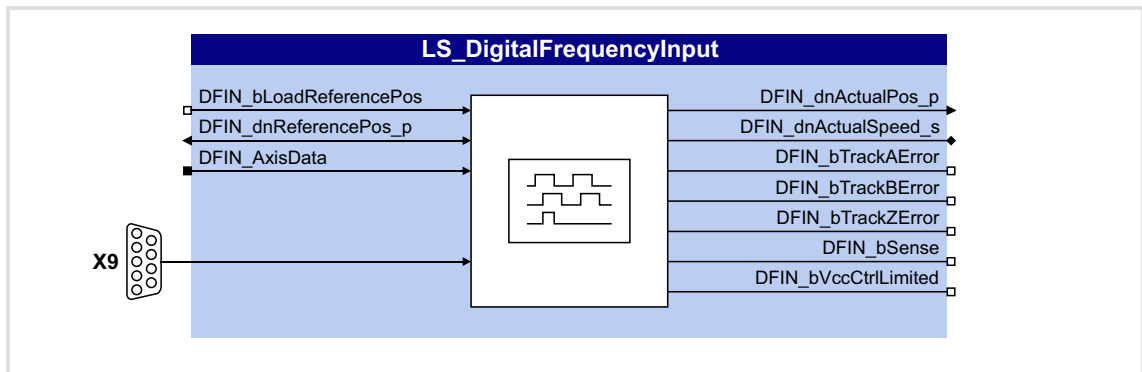 LS_DigitalFrequencyInput
DFIN_bLoadReferencePos
DFIN_dnReferencePos_p
DFIN_AxisData
X9
DFIN_dnActualPos_p
DFIN_dnActualSpeed_s
DFIN_bTrackAError
DFIN_bTrackBError
DFIN_bTrackZError
DFIN_bSense
DFIN_bVccCtrlLimited